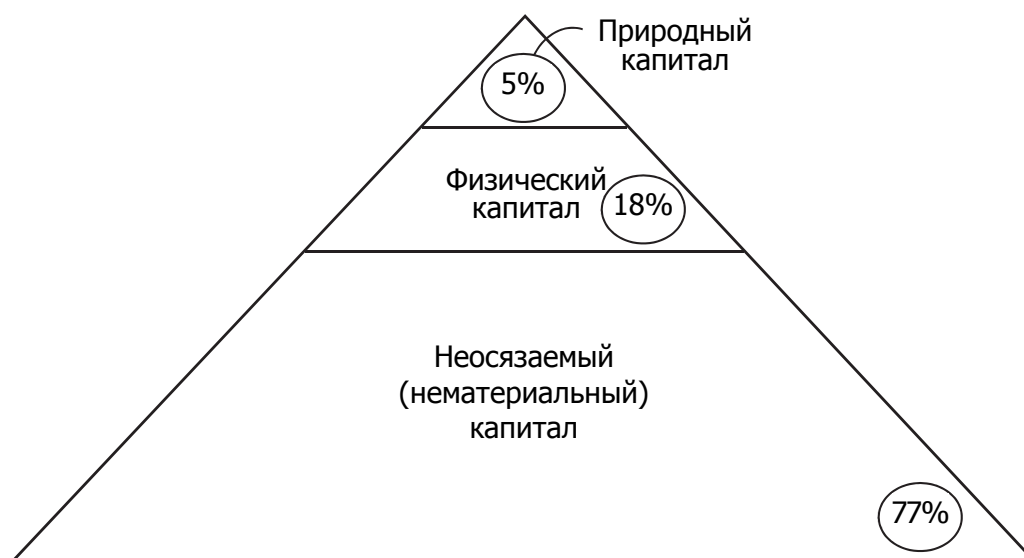 Природный
капитал
5%
Физический
капитал
18%
Неосязаемый
(нематериальный)
капитал
77%